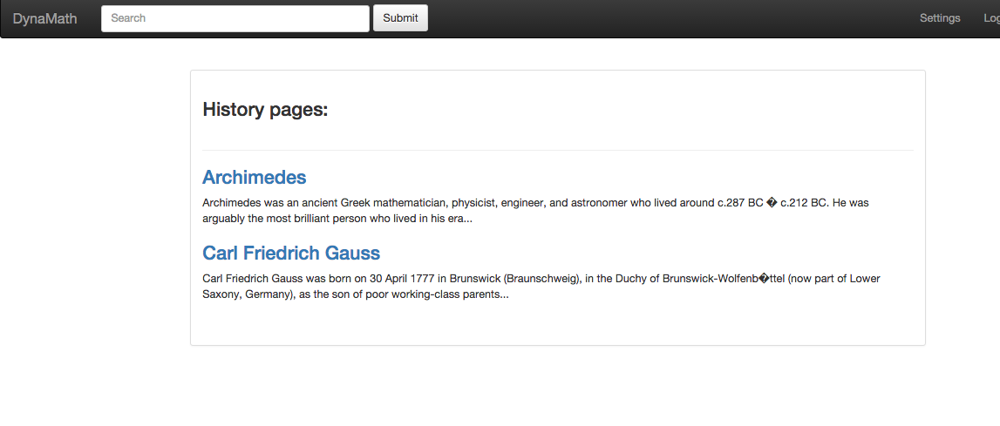 DynaMath Search Submit Settings Log
History pages:
Archimedes
Archimedes was an ancient Greek mathematician, physicist, engineer, and astronomer who lived around c.287 BC � c.212 BC. He was
arguably the most brilliant person who lived in his era...
Carl Friedrich Gauss
Carl Friedrich Gauss was born on 30 April 1777 in Brunswick (Braunschweig), in the Duchy of Brunswick-Wolfenb�ttel (now part of Lower
Saxony, Germany), as the son of poor working-class parents...